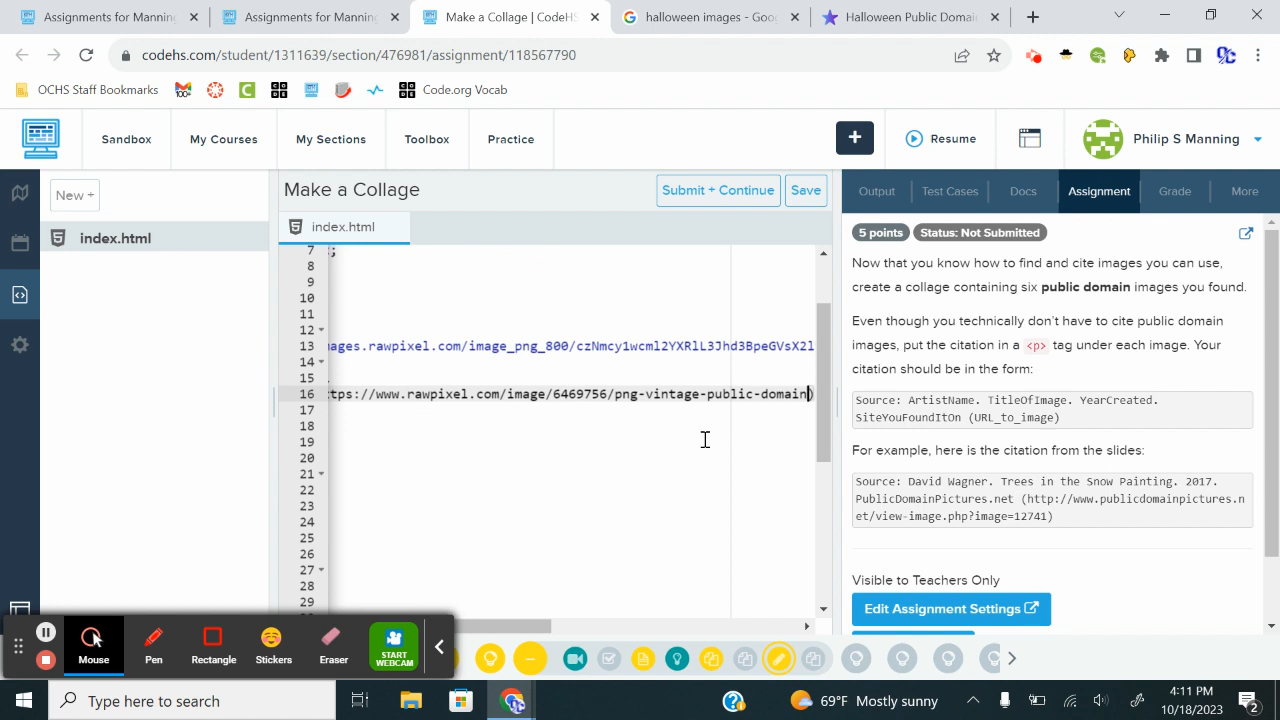 Assignments for Manning
Assignments for Manning
Make a Collage | CodeHS
halloween images - Goo
Halloween Public Domai
codehs.com/student/1311639/section/476981/assignment/118567790
OCHS Staff Bookmarks
Code.org Vocab
Sandbox
My Courses
My Sections
Toolbox
Practice
+
Resume
Philip S Manning
New +
Make a Collage
Submit + Continue
Save
Output
Test Cases
Docs
Assignment
Grade
More
index.html
index.html
5 points
Status: Not Submitted
Now that you know how to find and cite images you can use,
create a collage containing six public domain images you found.
Even though you technically don't have to cite public domain
images, put the citation in a <p> tag under each image. Your
citation should be in the form:
Source: ArtistName. TitleOfImage. YearCreated.
SiteYouFoundItOn (URL_to_image)
For example, here is the citation from the slides:
Source: David Wagner. Trees in the Snow Painting. 2017.
PublicDomainPictures.net (http://www.publicdomainpictures.n
et/view-image.php?image=12741)
Visible to Teachers Only
Edit Assignment Settings
7 ;
8
9
10
11
12
13 mages.rawpixel.com/image_png_800/czNmcy1wcml2YXRlL3Jhd3BpeGVsX2l
14
15
16 tps://www.rawpixel.com/image/6469756/png-vintage-public-domain)
17
18
19
20
21
22
23
24
25
26
27
28
29
Mouse
Pen
Rectangle
Stickers
Eraser
START
WEBCAM
Type here to search
69°F Mostly sunny
4:11 PM
10/18/2023
2